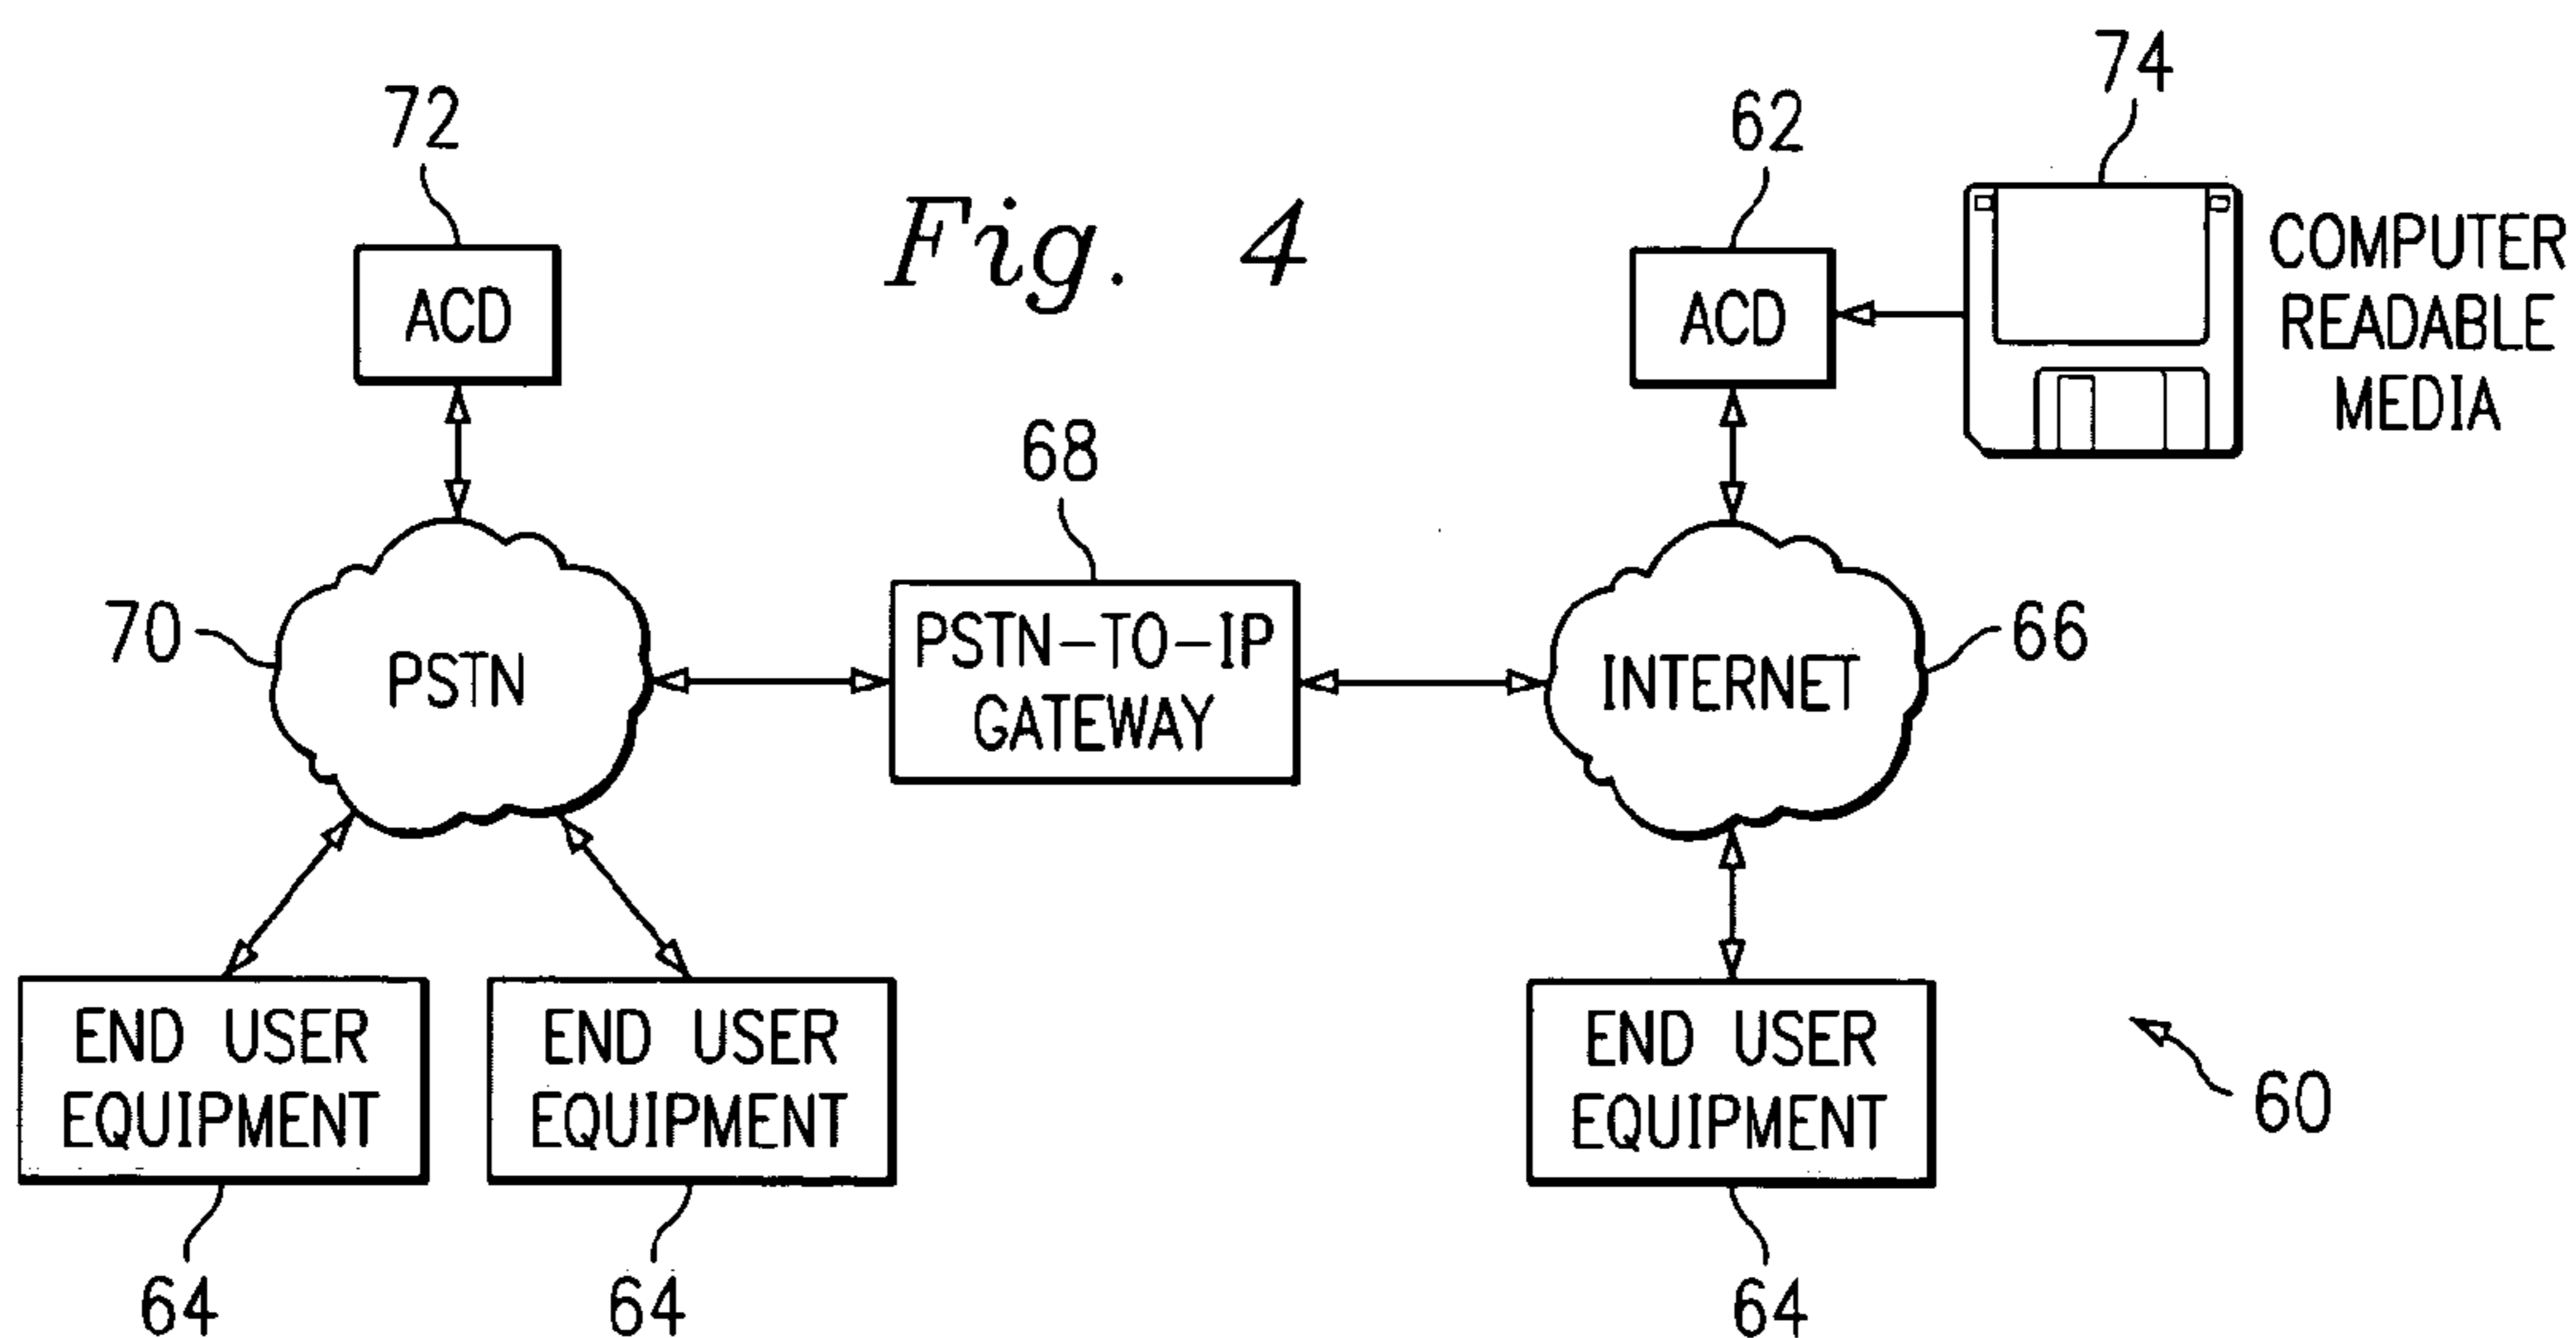 72
62
74
Fig. 4
ACD
ACD
COMPUTER
READABLE
MEDIA
68
70
PSTN
PSTN-TO-IP
GATEWAY
INTERNET
66
END USER
EQUIPMENT
END USER
EQUIPMENT
END USER
EQUIPMENT
60
64
64
64